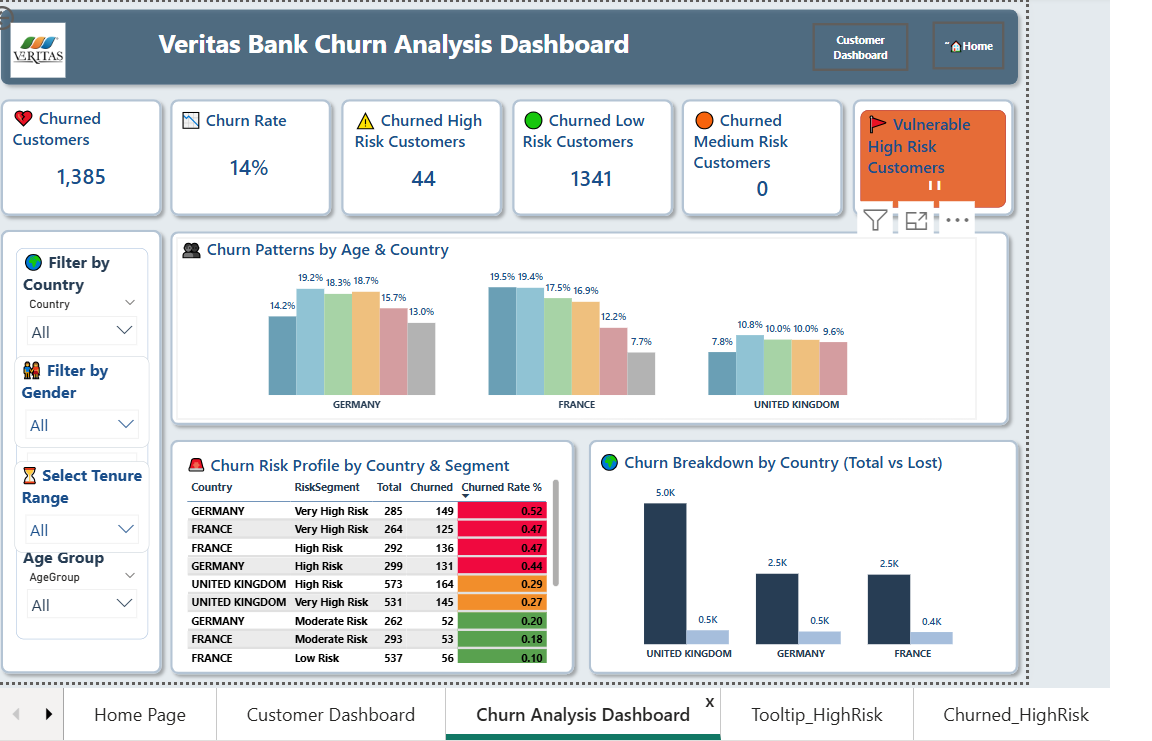 VERITAS
Veritas Bank Churn Analysis Dashboard
Customer
Dashboard
Home
Churned
Customers
1,385
Churn Rate
14%
Churned High
Risk Customers
44
Churned Low
Risk Customers
1341
Churned
Medium Risk
Customers
0
Vulnerable
High Risk
Customers
Filter by
Country
Country
All
Filter by
Gender
All
Select Tenure
Range
All
Age Group
AgeGroup
All
Churn Patterns by Age & Country
14.2% 19.2% 18.3% 18.7% 15.7% 13.0%
GERMANY
19.5% 19.4% 17.5% 16.9% 12.2% 7.7%
FRANCE
7.8% 10.8% 10.0% 10.0% 9.6%
UNITED KINGDOM
Churn Risk Profile by Country & Segment
Country RiskSegment Total Churned Churned Rate %
GERMANY Very High Risk 285 149 0.52
FRANCE Very High Risk 264 125 0.47
FRANCE High Risk 292 136 0.47
GERMANY High Risk 299 131 0.44
UNITED KINGDOM High Risk 573 164 0.29
UNITED KINGDOM Very High Risk 531 145 0.27
GERMANY Moderate Risk 262 52 0.20
FRANCE Moderate Risk 293 53 0.18
FRANCE Low Risk 537 56 0.10
Churn Breakdown by Country (Total vs Lost)
5.0K 0.5K
UNITED KINGDOM
2.5K 0.5K
GERMANY
2.5K 0.4K
FRANCE
Home Page
Customer Dashboard
Churn Analysis Dashboard
x
Tooltip_HighRisk
Churned_HighRisk